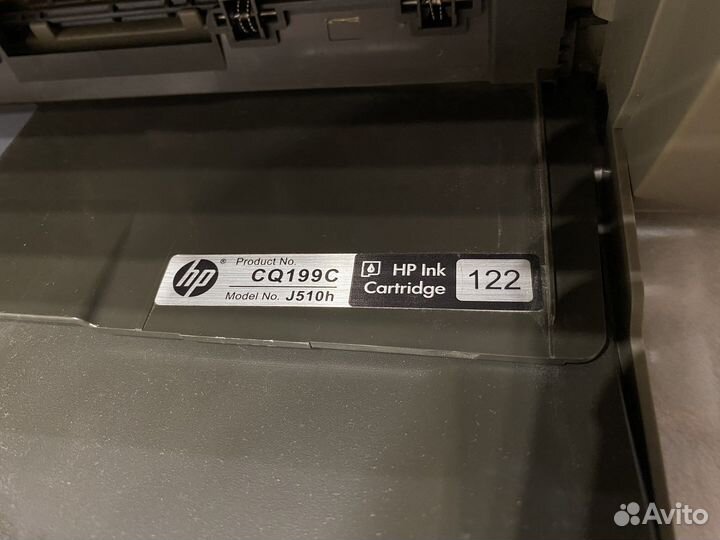 hp
Product No.
CQ199C
Model No. J510h
HP Ink
Cartridge
122
Avito